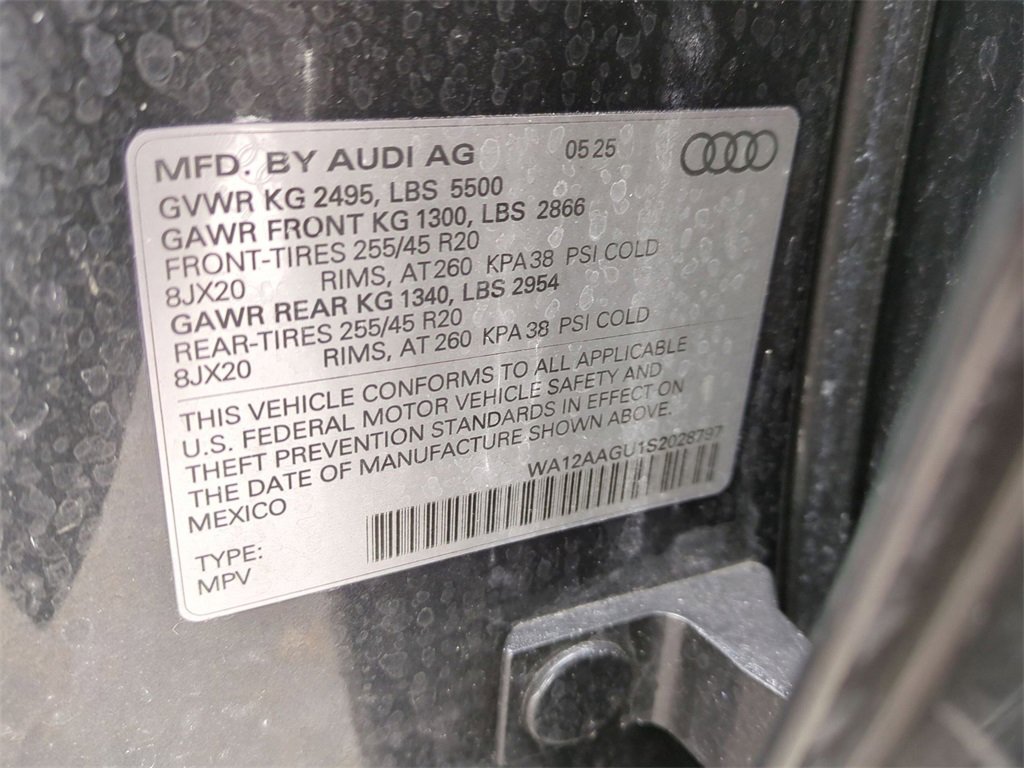 MFD. BY AUDI AG 05 25
GVWR KG 2495, LBS 5500
GAWR FRONT KG 1300, LBS 2866
FRONT-TIRES 255/45 R20
8JX20 RIMS, AT 260 KPA 38 PSI COLD
GAWR REAR KG 1340, LBS 2954
REAR-TIRES 255/45 R20
8JX20 RIMS, AT 260 KPA 38 PSI COLD
THIS VEHICLE CONFORMS TO ALL APPLICABLE
U.S. FEDERAL MOTOR VEHICLE SAFETY AND
THEFT PREVENTION STANDARDS IN EFFECT ON
THE DATE OF MANUFACTURE SHOWN ABOVE.
MEXICO WA12AAGU1S2028797
TYPE:
MPV